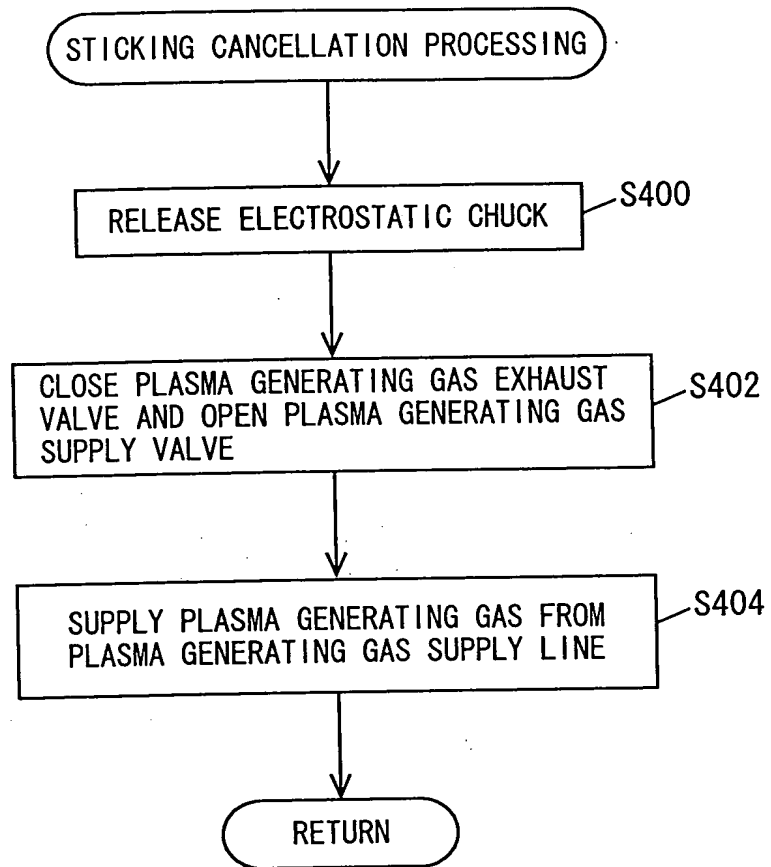 STICKING CANCELLATION PROCESSING
RELEASE ELECTROSTATIC CHUCK
S400
CLOSE PLASMA GENERATING GAS EXHAUST
VALVE AND OPEN PLASMA GENERATING GAS
SUPPLY VALVE
S402
SUPPLY PLASMA GENERATING GAS FROM
PLASMA GENERATING GAS SUPPLY LINE
S404
RETURN